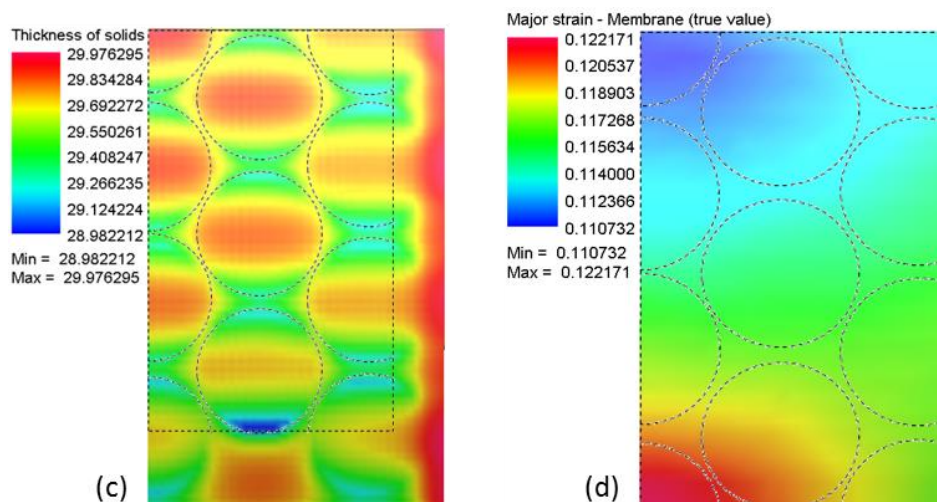 Thickness of solids
29.976295
29.834284
29.692272
29.550261
29.408247
29.266235
29.124224
28.982212
Min = 28.982212
Max = 29.976295
(c)
Major strain - Membrane (true value)
0.122171
0.120537
0.118903
0.117268
0.115634
0.114000
0.112366
0.110732
Min = 0.110732
Max = 0.122171
(d)